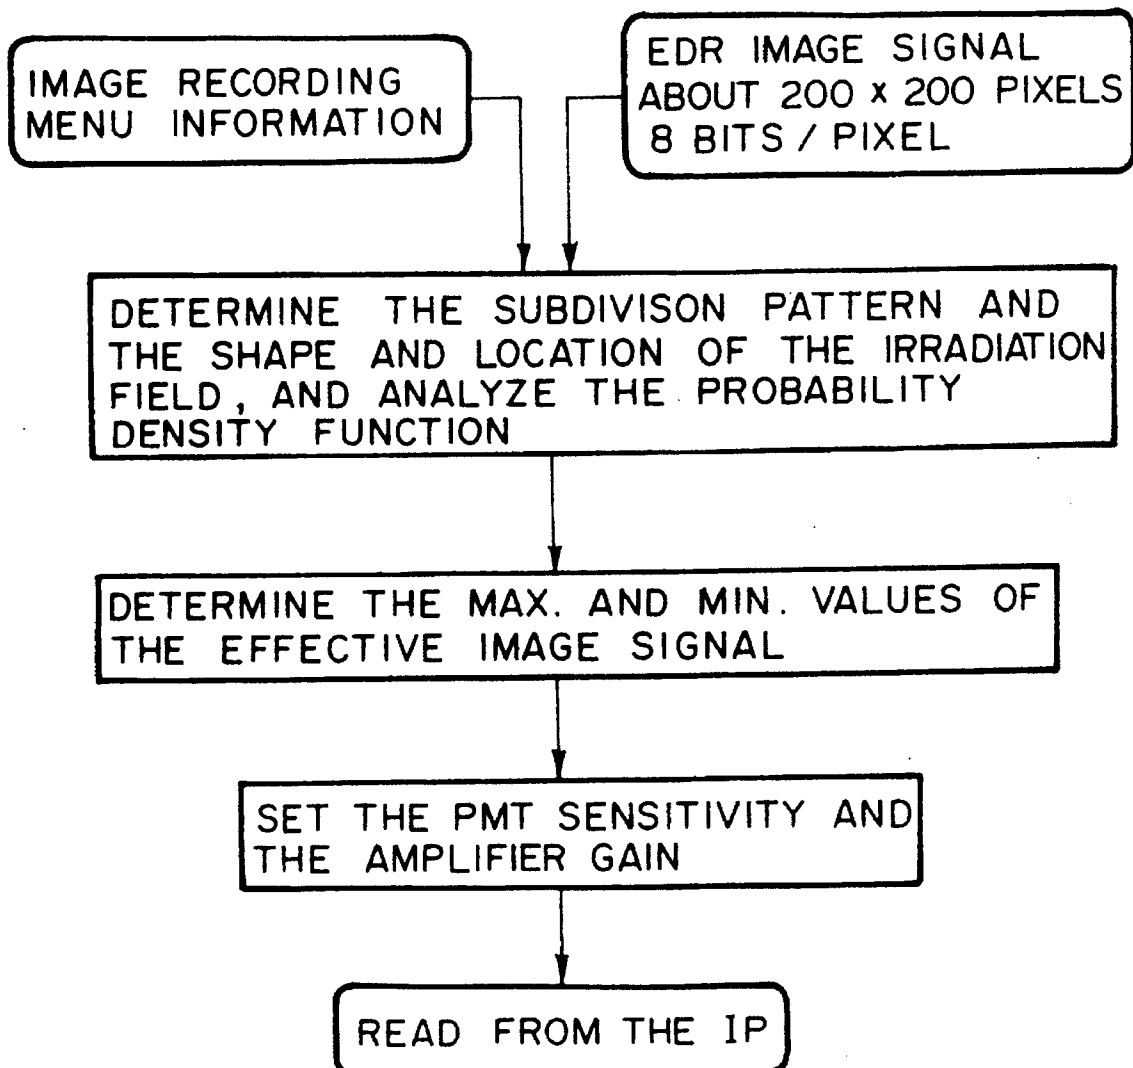 IMAGE RECORDING
MENU INFORMATION
EDR IMAGE SIGNAL
ABOUT 200 x 200 PIXELS
8 BITS / PIXEL
DETERMINE THE SUBDIVISON PATTERN AND
THE SHAPE AND LOCATION OF THE IRRADIATION
FIELD, AND ANALYZE THE PROBABILITY
DENSITY FUNCTION
DETERMINE THE MAX. AND MIN. VALUES OF
THE EFFECTIVE IMAGE SIGNAL
SET THE PMT SENSITIVITY AND
THE AMPLIFIER GAIN
READ FROM THE IP